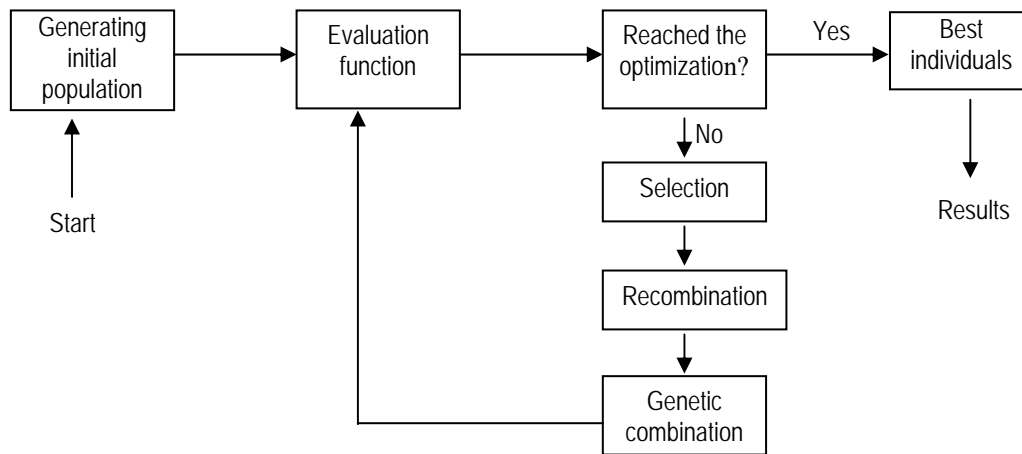 Generating
initial
population
Evaluation
function
Reached the
optimization?
Yes
Best
individuals
No
Start
Selection
Results
Recombination
Genetic
combination